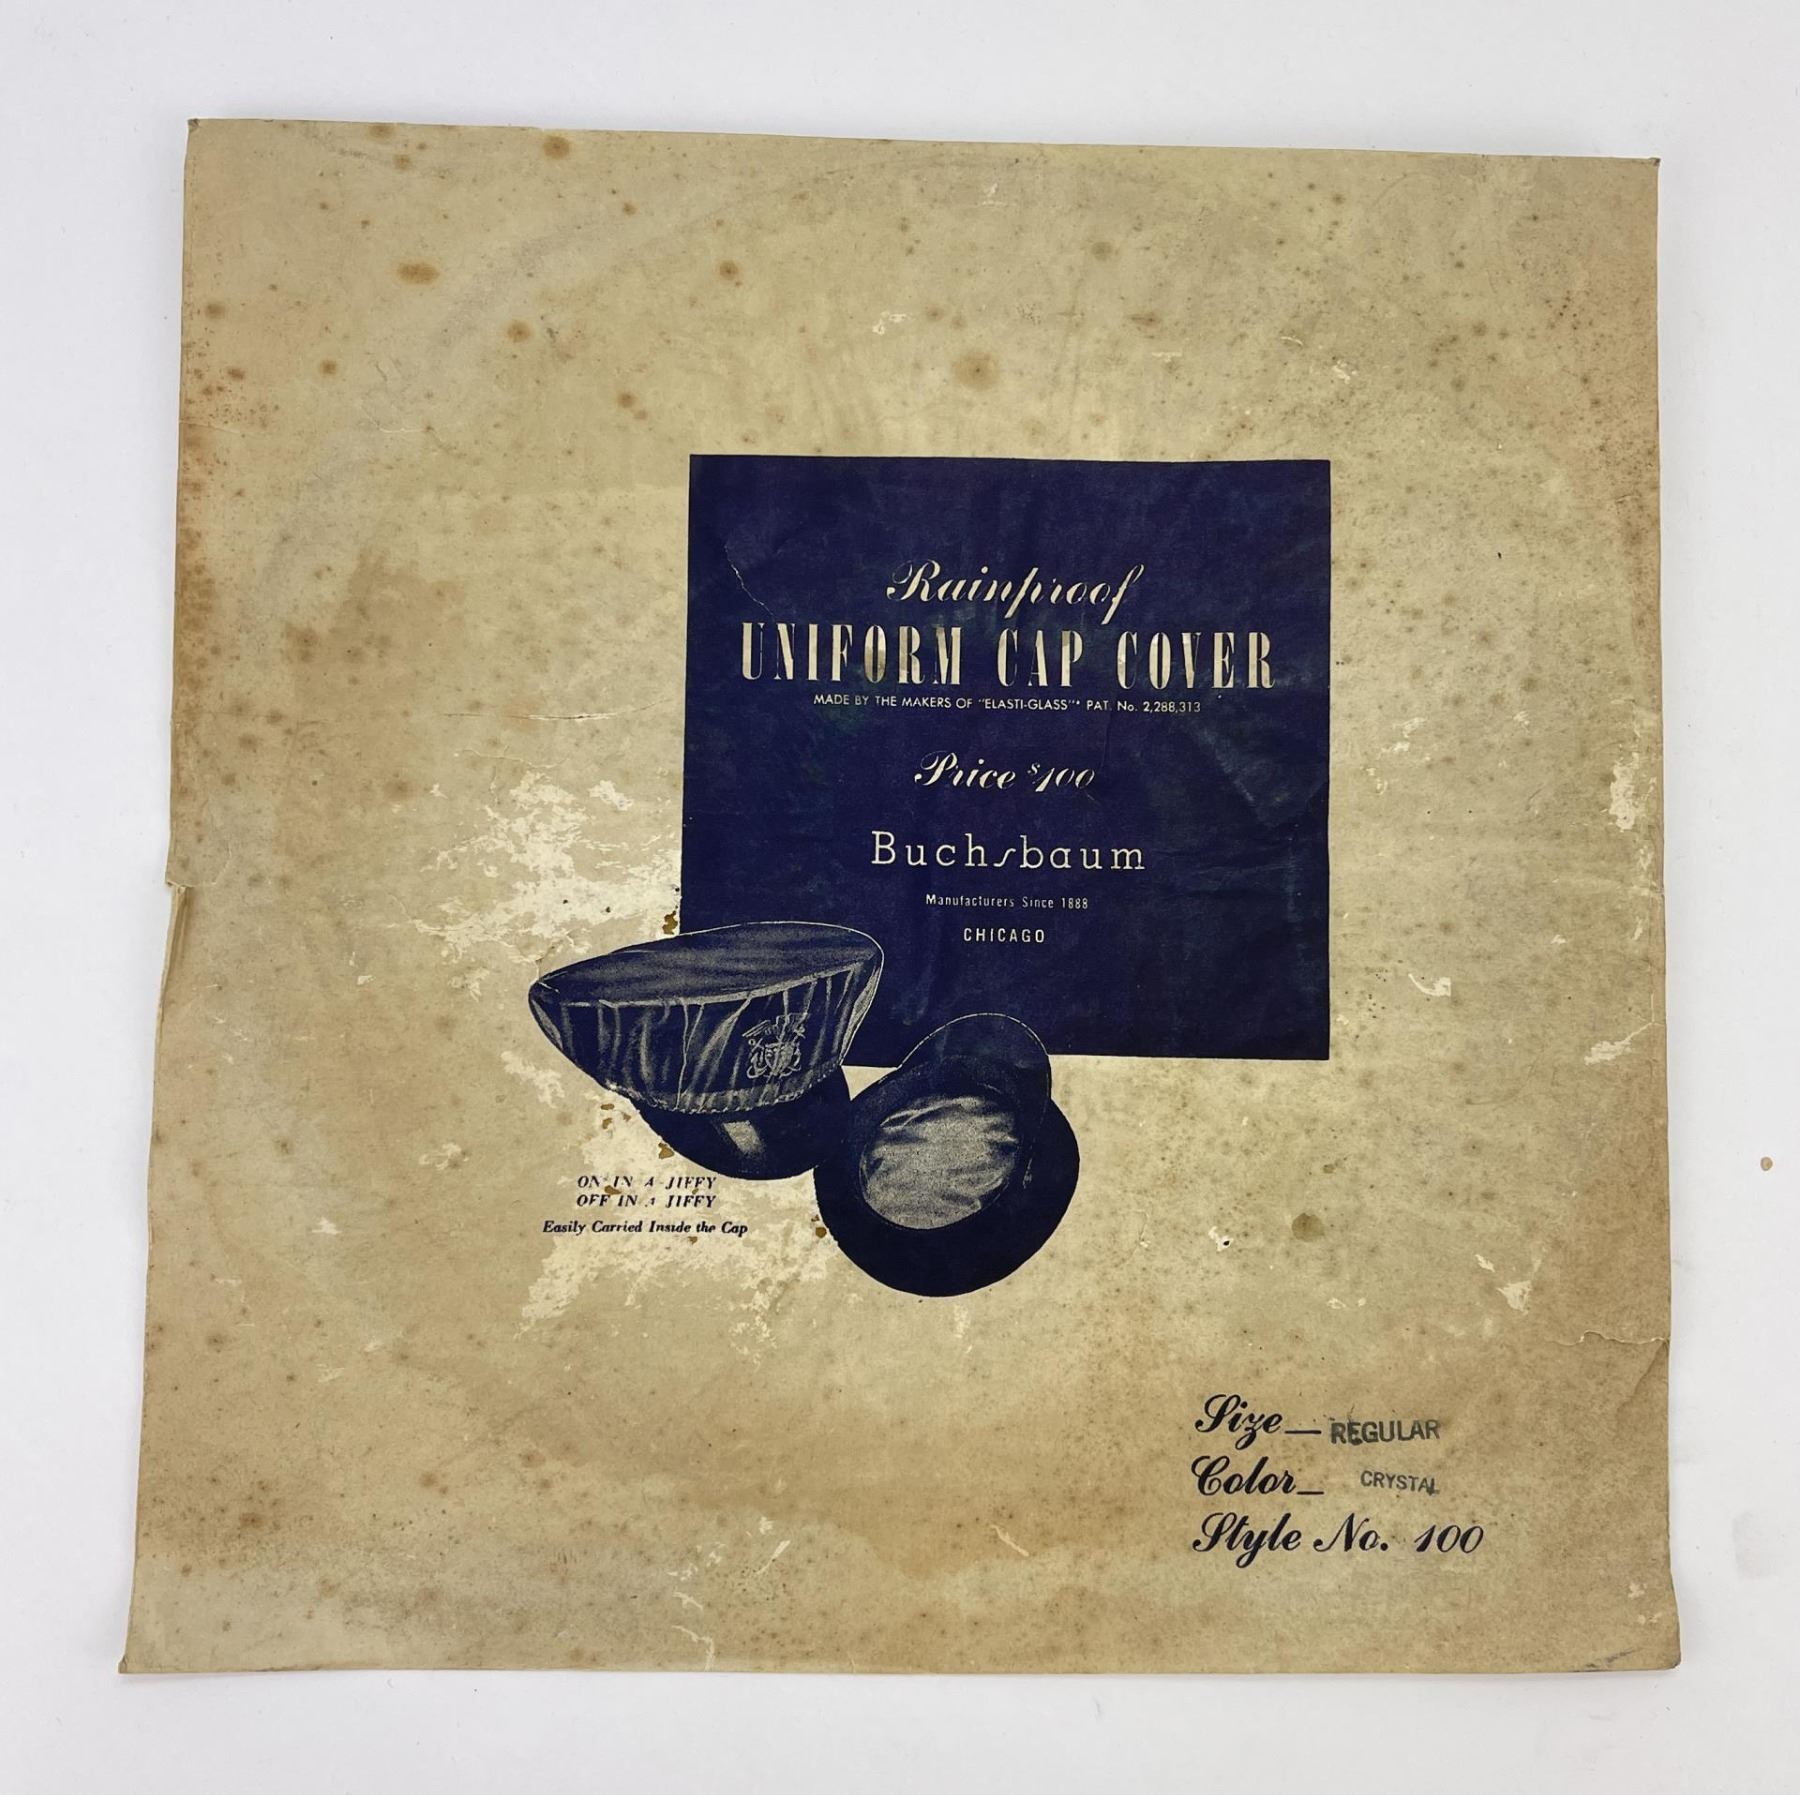 Rainproof
UNIFORM CAP COVER
MADE BY THE MAKERS OF "ELASTI-GLASS"* PAT. No. 2,288,313
Price $100
Buchsbaum
Manufacturers Since 1888
CHICAGO
ON IN A JIFFY
OFF IN A JIFFY
Easily Carried Inside the Cap
Size_ REGULAR
Color_ CRYSTAL
Style No. 100